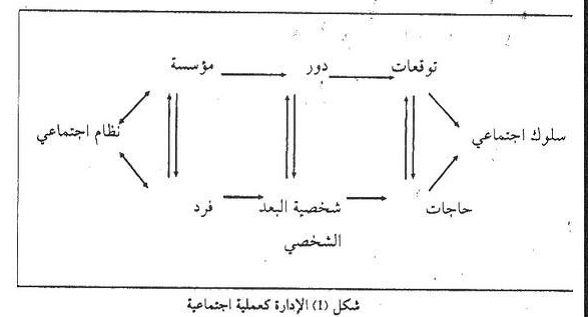 توقعات
دور
مؤسسة
سلوك اجتماعي
نظام اجتماعي
حاجات
شخصية البعد
الشخصي
فرد
شكل (1) الإدارة كعملية اجتماعية